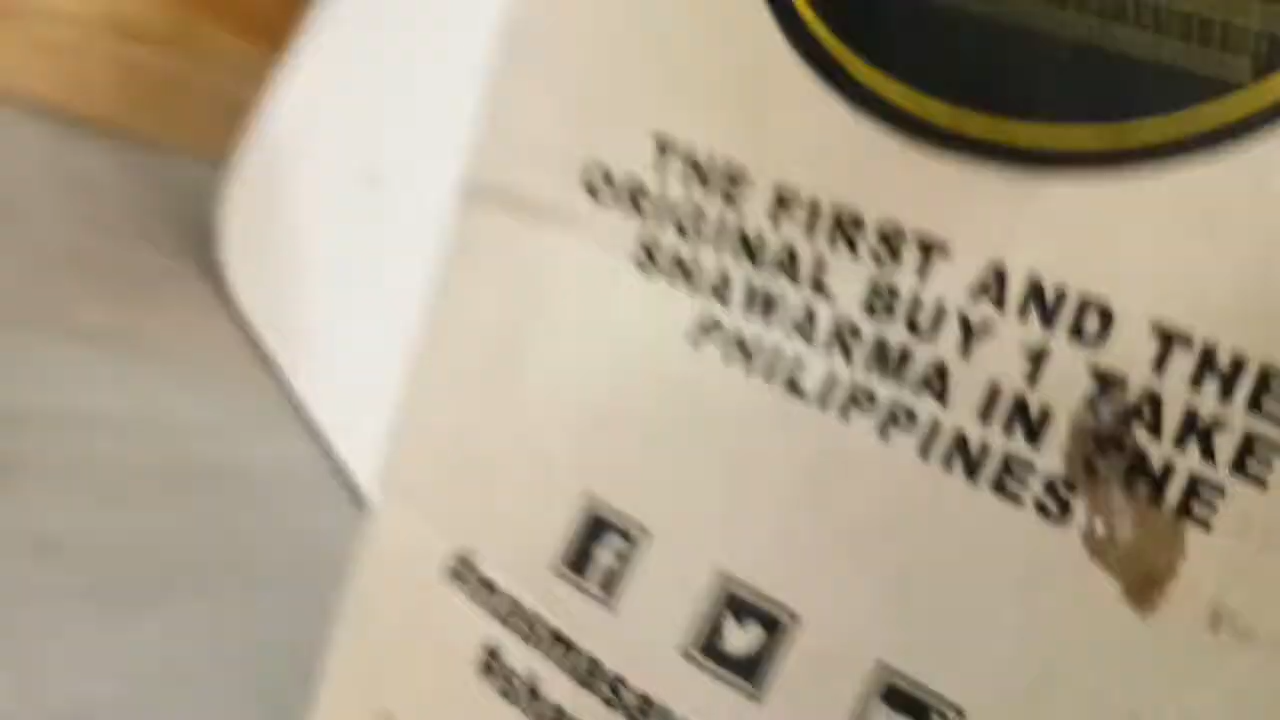 THE FIRST AND THE
ORIGINAL BUY 1 TAKE
SHAWARMA IN THE
PHILIPPINES